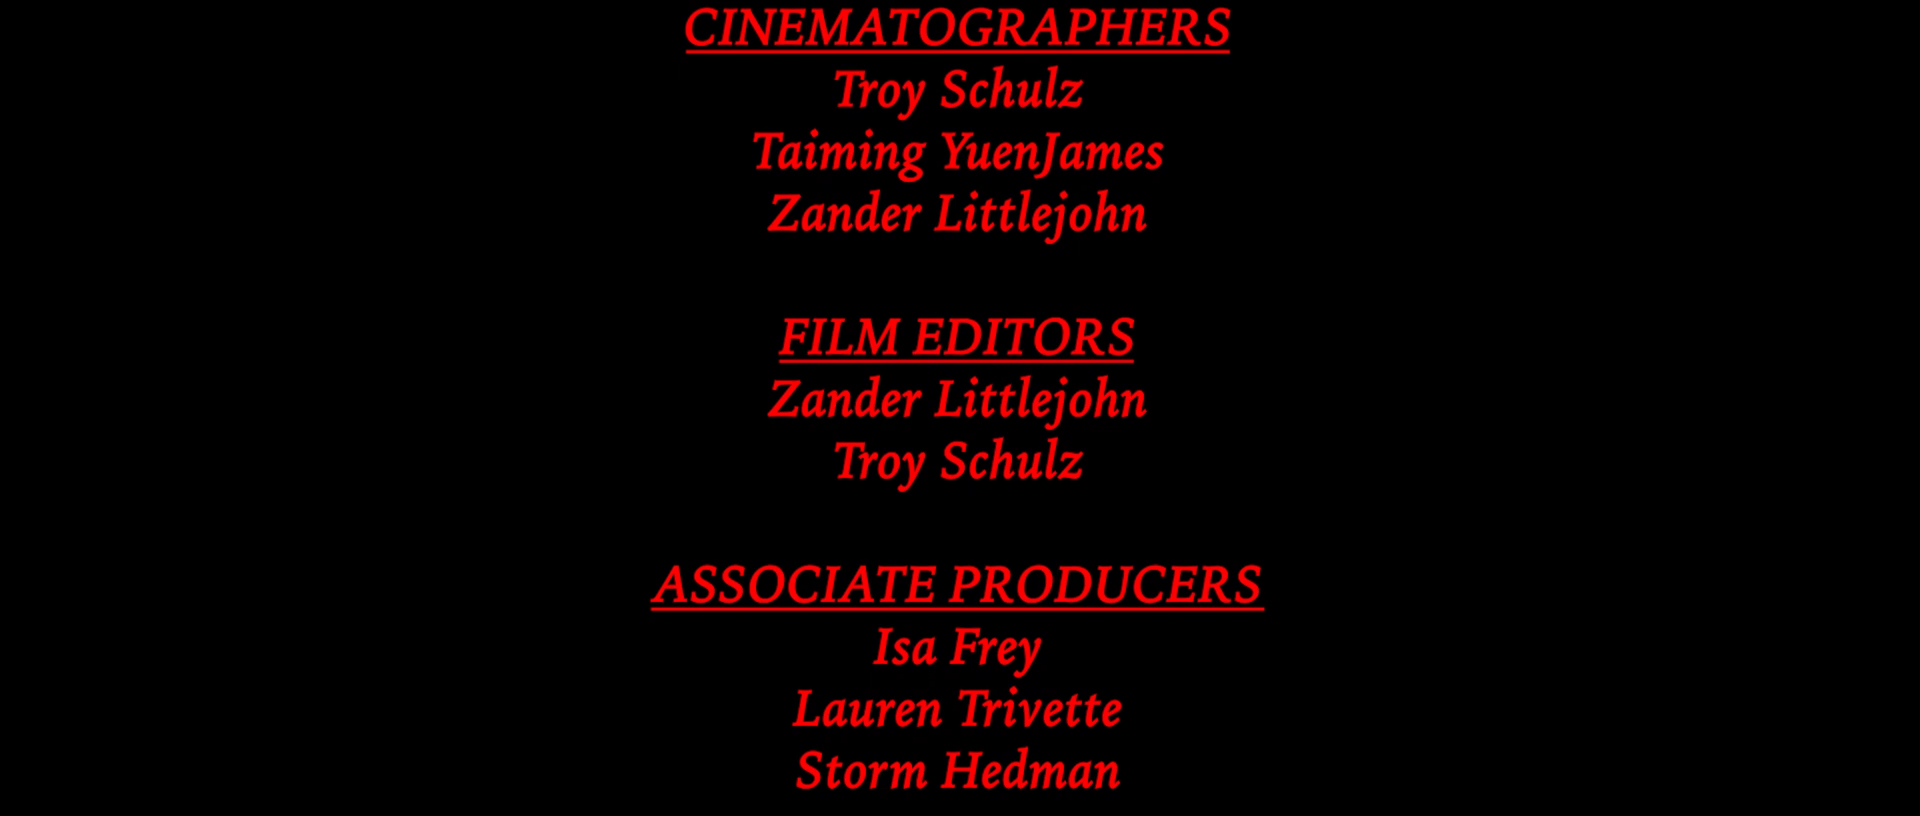 CINEMATOGRAPHERS
Troy Schulz
Taiming YuenJames
Zander Littlejohn
FILM EDITORS
Zander Littlejohn
Troy Schulz
ASSOCIATE PRODUCERS
Isa Frey
Lauren Trivette
Storm Hedman